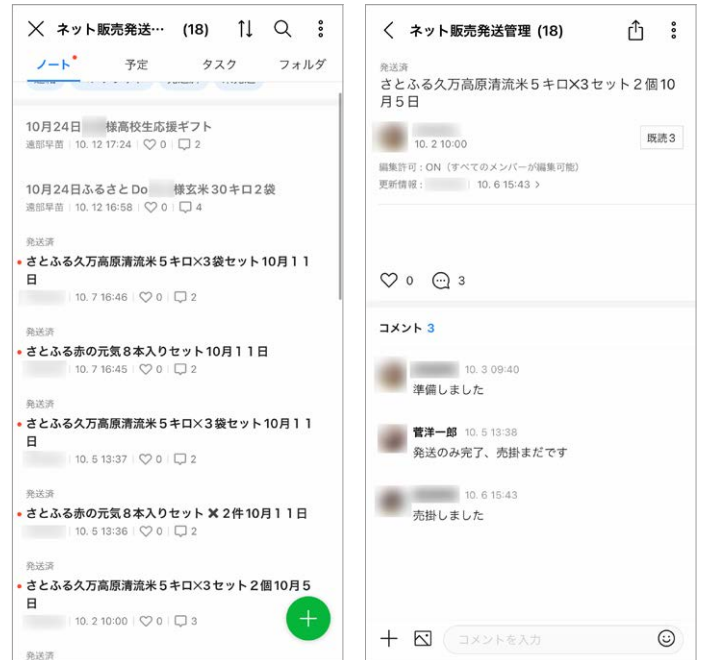 ネット販売発送… (18)
ノート 予定 タスク フォルダ
10月24日 様高校生応援ギフト
遠部早苗 10. 12 17:24 0 2
10月24日ふるさとDo 様玄米30キロ2袋
遠部早苗 10. 12 16:58 0 4
発送済
さとふる久万高原清流米5キロ×3袋セット10月11
日
10. 7 16:46 0 2
発送済
さとふる赤の元気8本入りセット10月11日
10. 7 16:45 0 2
発送済
さとふる久万高原清流米5キロ×3袋セット10月11
日
10. 5 13:37 0 2
発送済
さとふる赤の元気8本入りセット✖2件10月11日
10. 5 13:36 0 2
発送済
さとふる久万高原清流米5キロ×3セット2個10月5
日
10. 2 10:00 0 3
発送済
ネット販売発送管理 (18)
発送済
さとふる久万高原清流米5キロ×3セット2個10
月5日
10. 2 10:00
既読3
編集許可 : ON（すべてのメンバーが編集可能）
更新情報 : 10. 6 15:43 >
0 3
コメント 3
10. 3 09:40
準備しました
菅洋一郎 10. 5 13:38
発送のみ完了、売掛まだです
10. 6 15:43
売掛しました
コメントを入力